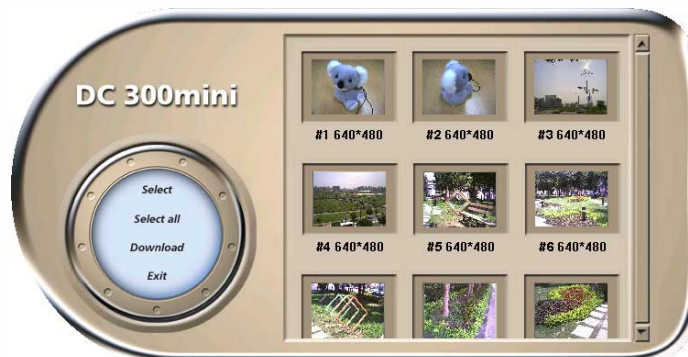 DC 300mini
Select
Select all
Download
Exit
#1 640*480
#2 640*480
#3 640*480
#4 640*480
#5 640*480
#6 640*480